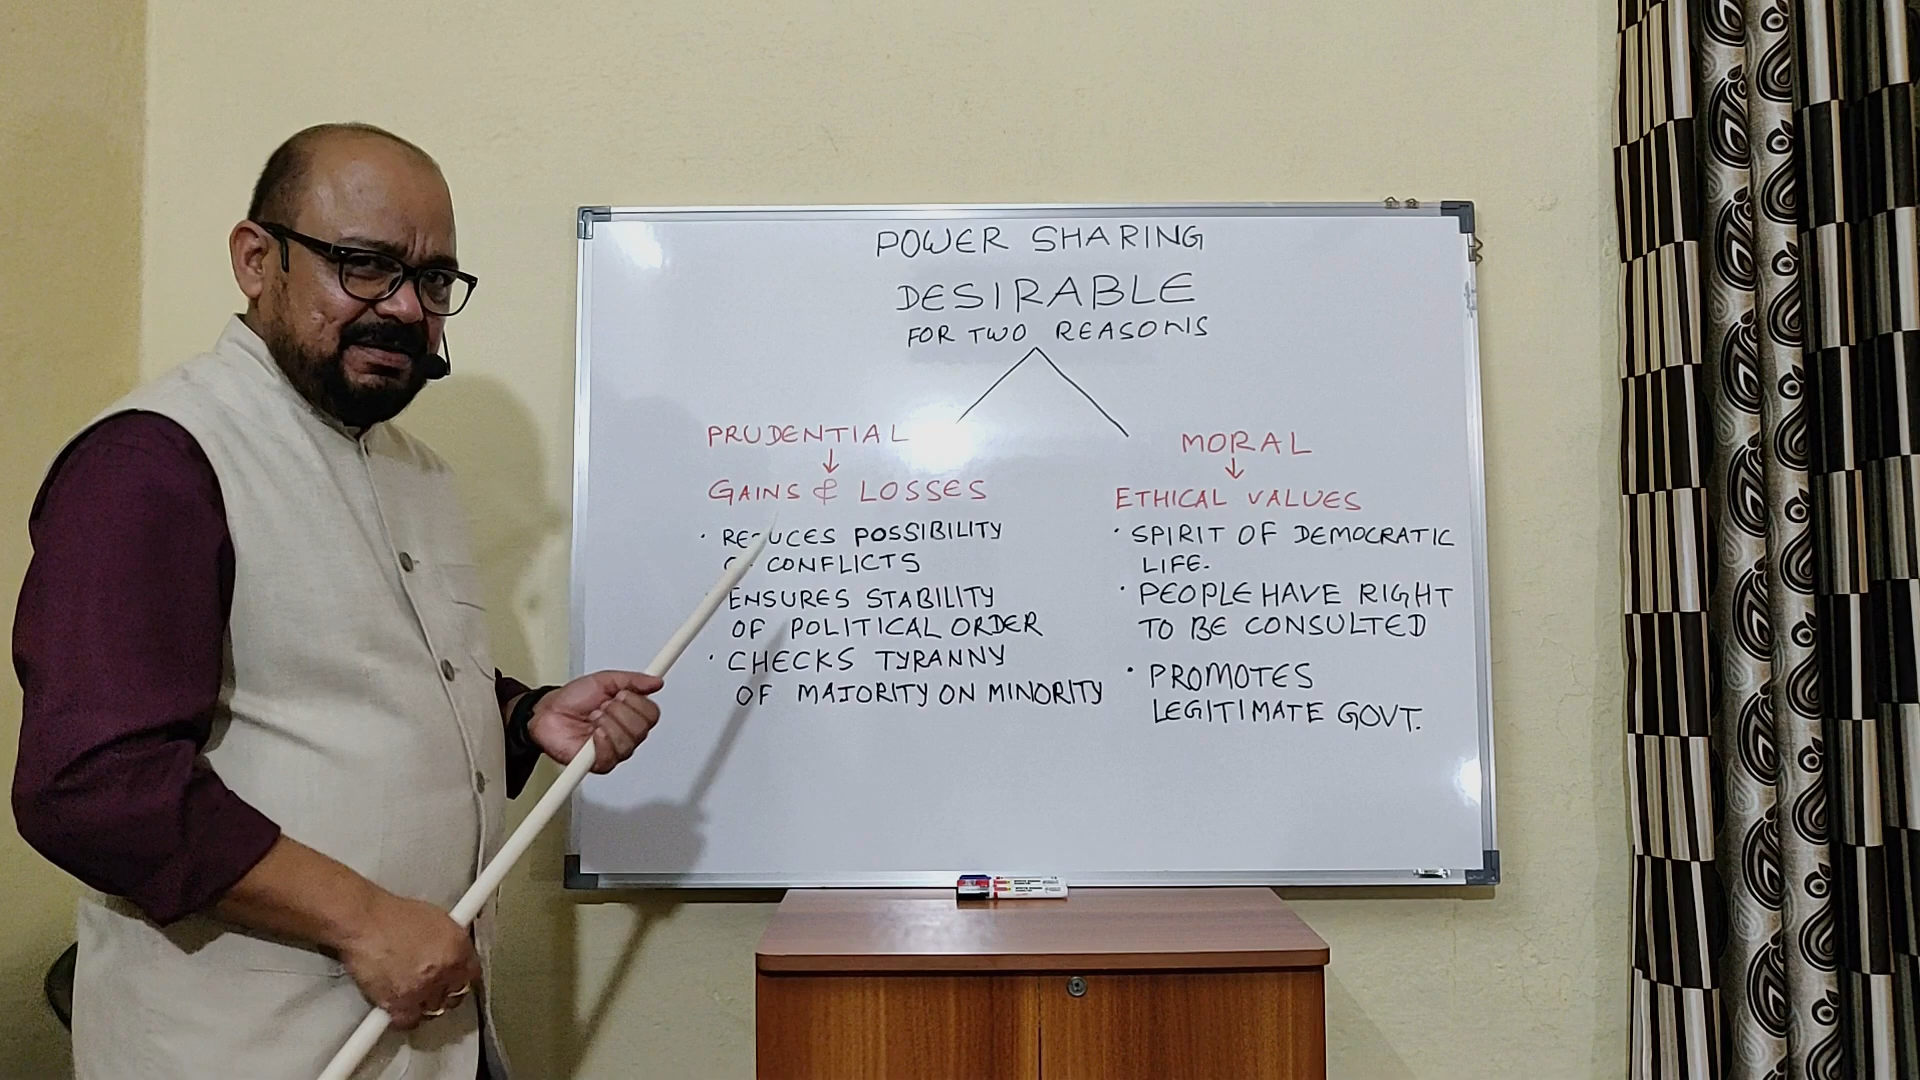 POWER SHARING
DESIRABLE
FOR TWO REASONS
PRUDENTIAL
↓
GAINS & LOSSES
· REDUCES POSSIBILITY
OF CONFLICTS
· ENSURES STABILITY
OF POLITICAL ORDER
· CHECKS TYRANNY
OF MAJORITY ON MINORITY
MORAL
↓
ETHICAL VALUES
· SPIRIT OF DEMOCRATIC
LIFE.
· PEOPLE HAVE RIGHT
TO BE CONSULTED
· PROMOTES
LEGITIMATE GOVT.